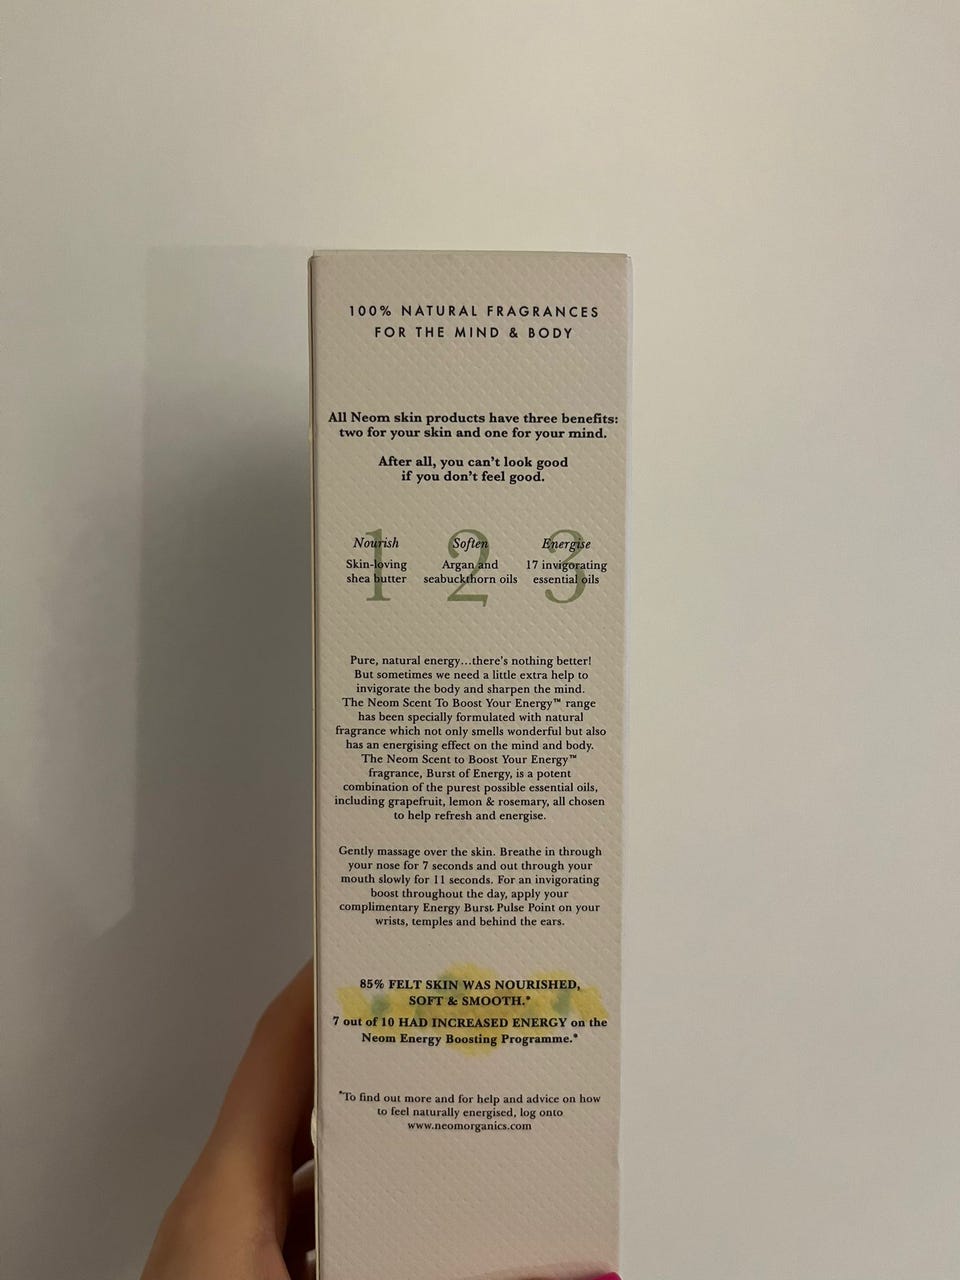 100% NATURAL FRAGRANCES
FOR THE MIND & BODY
All Neom skin products have three benefits:
two for your skin and one for your mind.
After all, you can't look good
if you don't feel good.
1 2 3
Nourish Soften Energise
Skin-loving Argan and 17 invigorating
shea butter seabuckthorn oils essential oils
Pure, natural energy...there's nothing better!
But sometimes we need a little extra help to
invigorate the body and sharpen the mind.
The Neom Scent To Boost Your Energy™ range
has been specially formulated with natural
fragrance which not only smells wonderful but also
has an energising effect on the mind and body.
The Neom Scent to Boost Your Energy™
fragrance, Burst of Energy, is a potent
combination of the purest possible essential oils,
including grapefruit, lemon & rosemary, all chosen
to help refresh and energise.
Gently massage over the skin. Breathe in through
your nose for 7 seconds and out through your
mouth slowly for 11 seconds. For an invigorating
boost throughout the day, apply your
complimentary Energy Burst Pulse Point on your
wrists, temples and behind the ears.
85% FELT SKIN WAS NOURISHED,
SOFT & SMOOTH.*
7 out of 10 HAD INCREASED ENERGY on the
Neom Energy Boosting Programme.*
*To find out more and for help and advice on how
to feel naturally energised, log onto
www.neomorganics.com